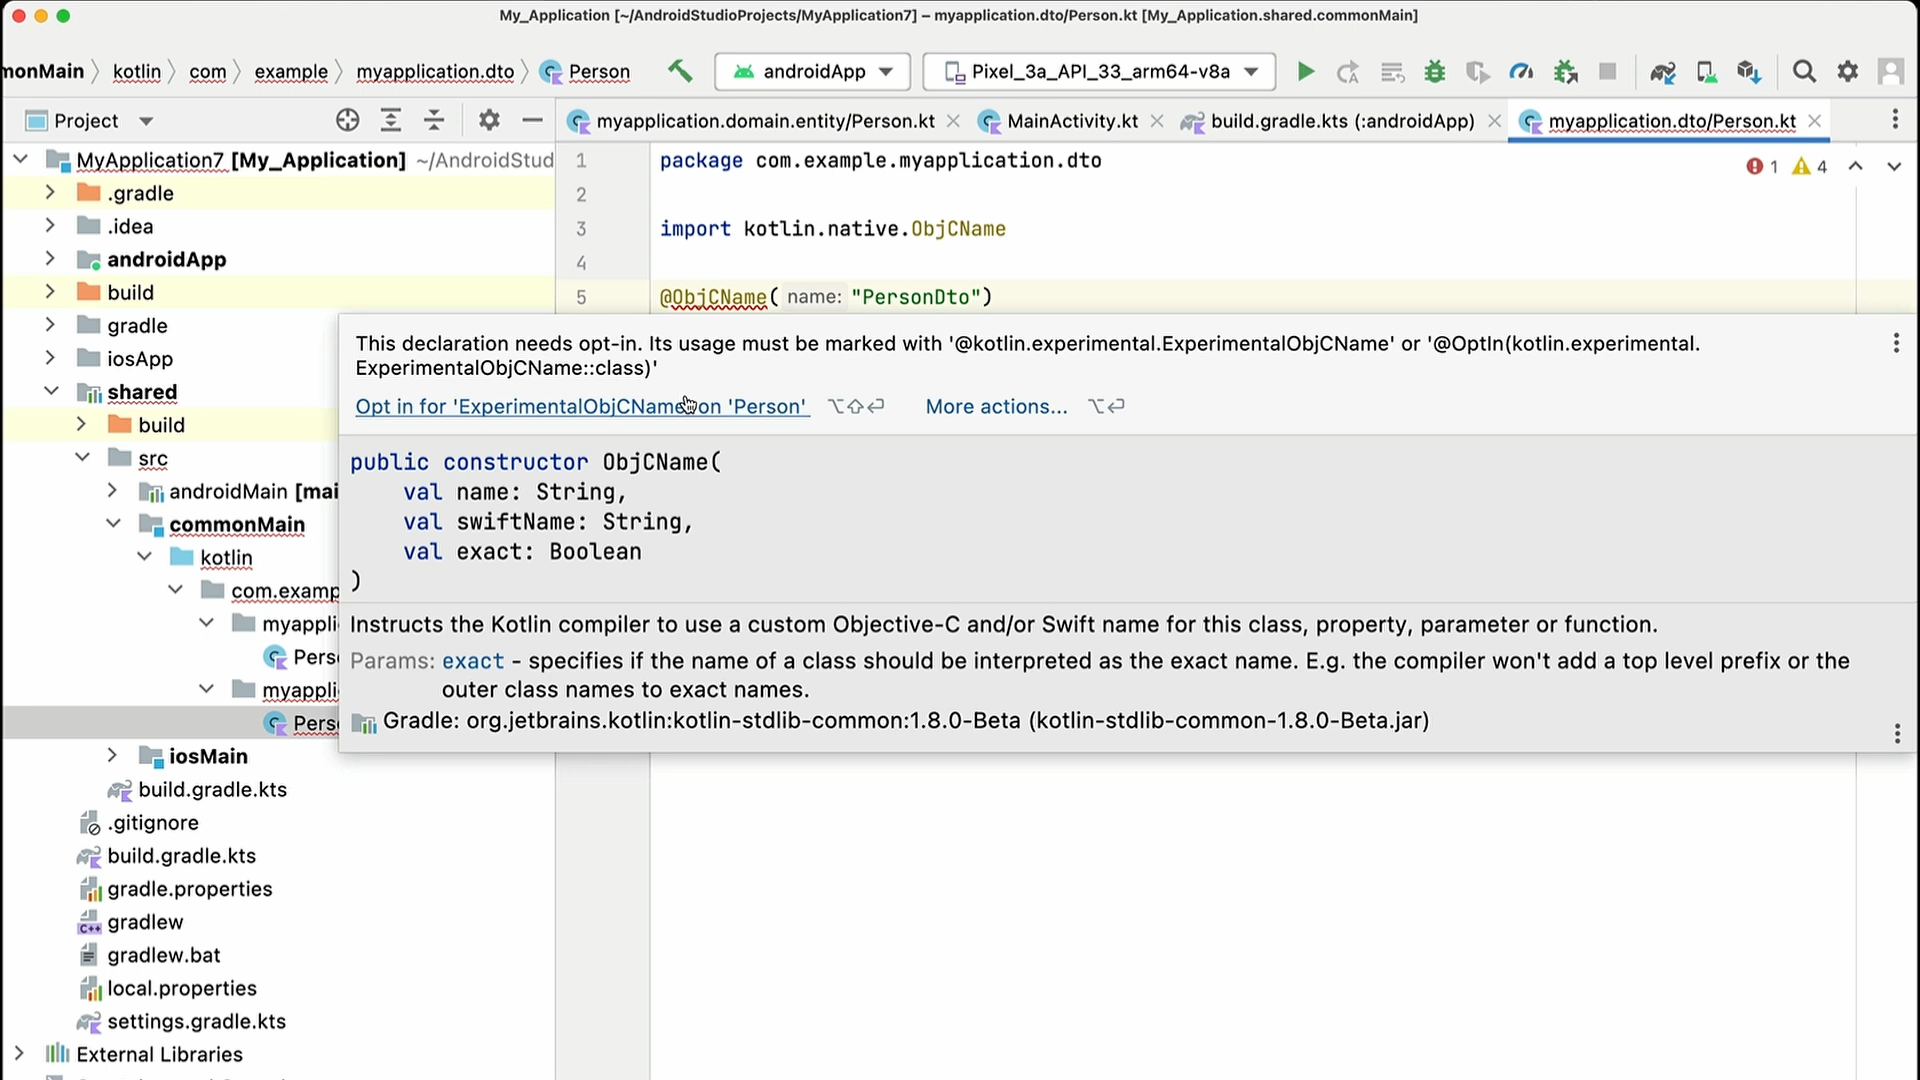 My_Application [~/AndroidStudioProjects/MyApplication7] – myapplication.dto/Person.kt [My_Application.shared.commonMain]
monMain kotlin com example myapplication.dto Person androidApp Pixel_3a_API_33_arm64-v8a
Project myapplication.domain.entity/Person.kt MainActivity.kt build.gradle.kts (:androidApp) myapplication.dto/Person.kt
MyApplication7 [My_Application] ~/AndroidStud
.gradle
.idea
androidApp
build
gradle
iosApp
shared
build
src
androidMain [mai
commonMain
kotlin
com.examp
myappli
Pers
myappli
Pers
iosMain
build.gradle.kts
.gitignore
build.gradle.kts
gradle.properties
C++ gradlew
gradlew.bat
local.properties
settings.gradle.kts
External Libraries
1 package com.example.myapplication.dto
1 4
2
3 import kotlin.native.ObjCName
4
5 @ObjCName( name: "PersonDto")
This declaration needs opt-in. Its usage must be marked with '@kotlin.experimental.ExperimentalObjCName' or '@OptIn(kotlin.experimental.
ExperimentalObjCName::class)'
Opt in for 'ExperimentalObjCName' on 'Person' ⌥⇧⏎ More actions... ⌥⏎
public constructor ObjCName(
val name: String,
val swiftName: String,
val exact: Boolean
)
Instructs the Kotlin compiler to use a custom Objective-C and/or Swift name for this class, property, parameter or function.
Params: exact - specifies if the name of a class should be interpreted as the exact name. E.g. the compiler won't add a top level prefix or the
outer class names to exact names.
Gradle: org.jetbrains.kotlin:kotlin-stdlib-common:1.8.0-Beta (kotlin-stdlib-common-1.8.0-Beta.jar)